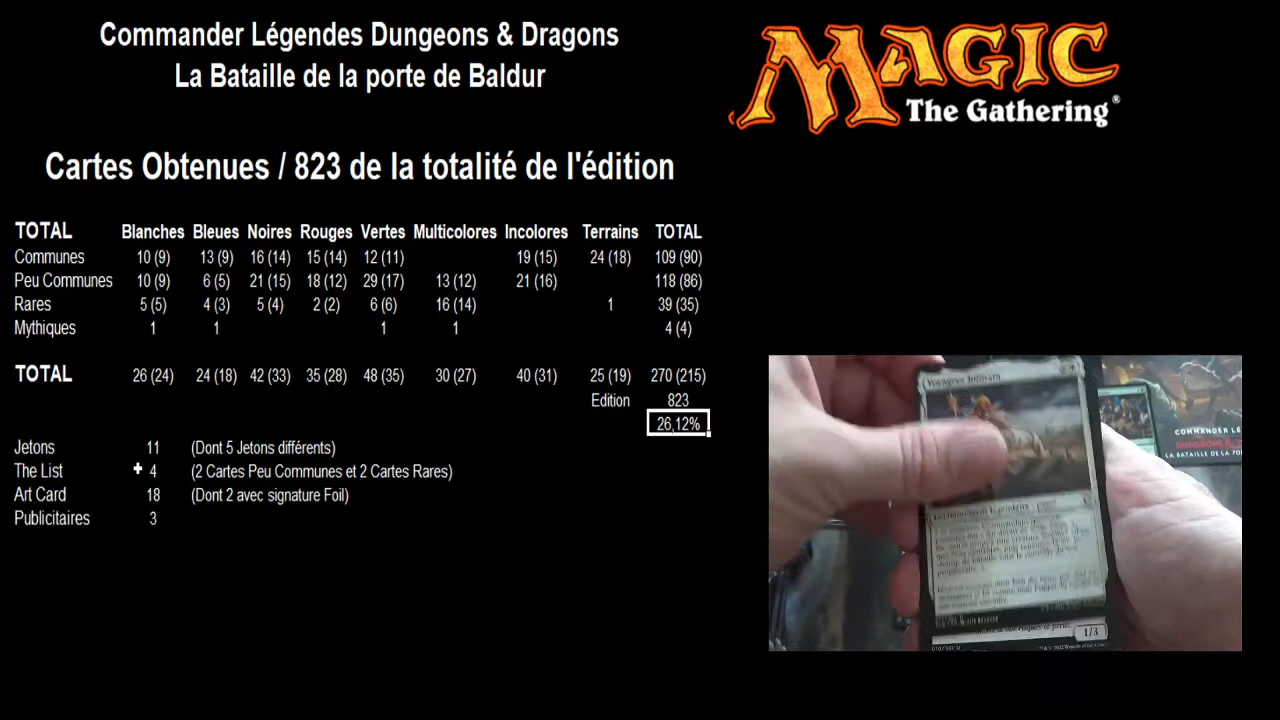 Commander Légendes Dungeons & Dragons
La Bataille de la porte de Baldur
MAGIC
The Gathering®
Cartes Obtenues / 823 de la totalité de l'édition
TOTAL Blanches Bleues Noires Rouges Vertes Multicolores Incolores Terrains TOTAL
Communes 10 (9) 13 (9) 16 (14) 15 (14) 12 (11) 19 (15) 24 (18) 109 (90)
Peu Communes 10 (9) 6 (5) 21 (15) 18 (12) 29 (17) 13 (12) 21 (16) 118 (86)
Rares 5 (5) 4 (3) 5 (4) 2 (2) 6 (6) 16 (14) 1 39 (35)
Mythiques 1 1 1 1 4 (4)
TOTAL 26 (24) 24 (18) 42 (33) 35 (28) 48 (35) 30 (27) 40 (31) 25 (19) 270 (215)
Edition 823
26,12%
Jetons 11 (Dont 5 Jetons différents)
The List 4 (2 Cartes Peu Communes et 2 Cartes Rares)
Art Card 18 (Dont 2 avec signature Foil)
Publicitaires 3
COMMANDER LÉ
LA BATAILLE DE LA PO
1/3